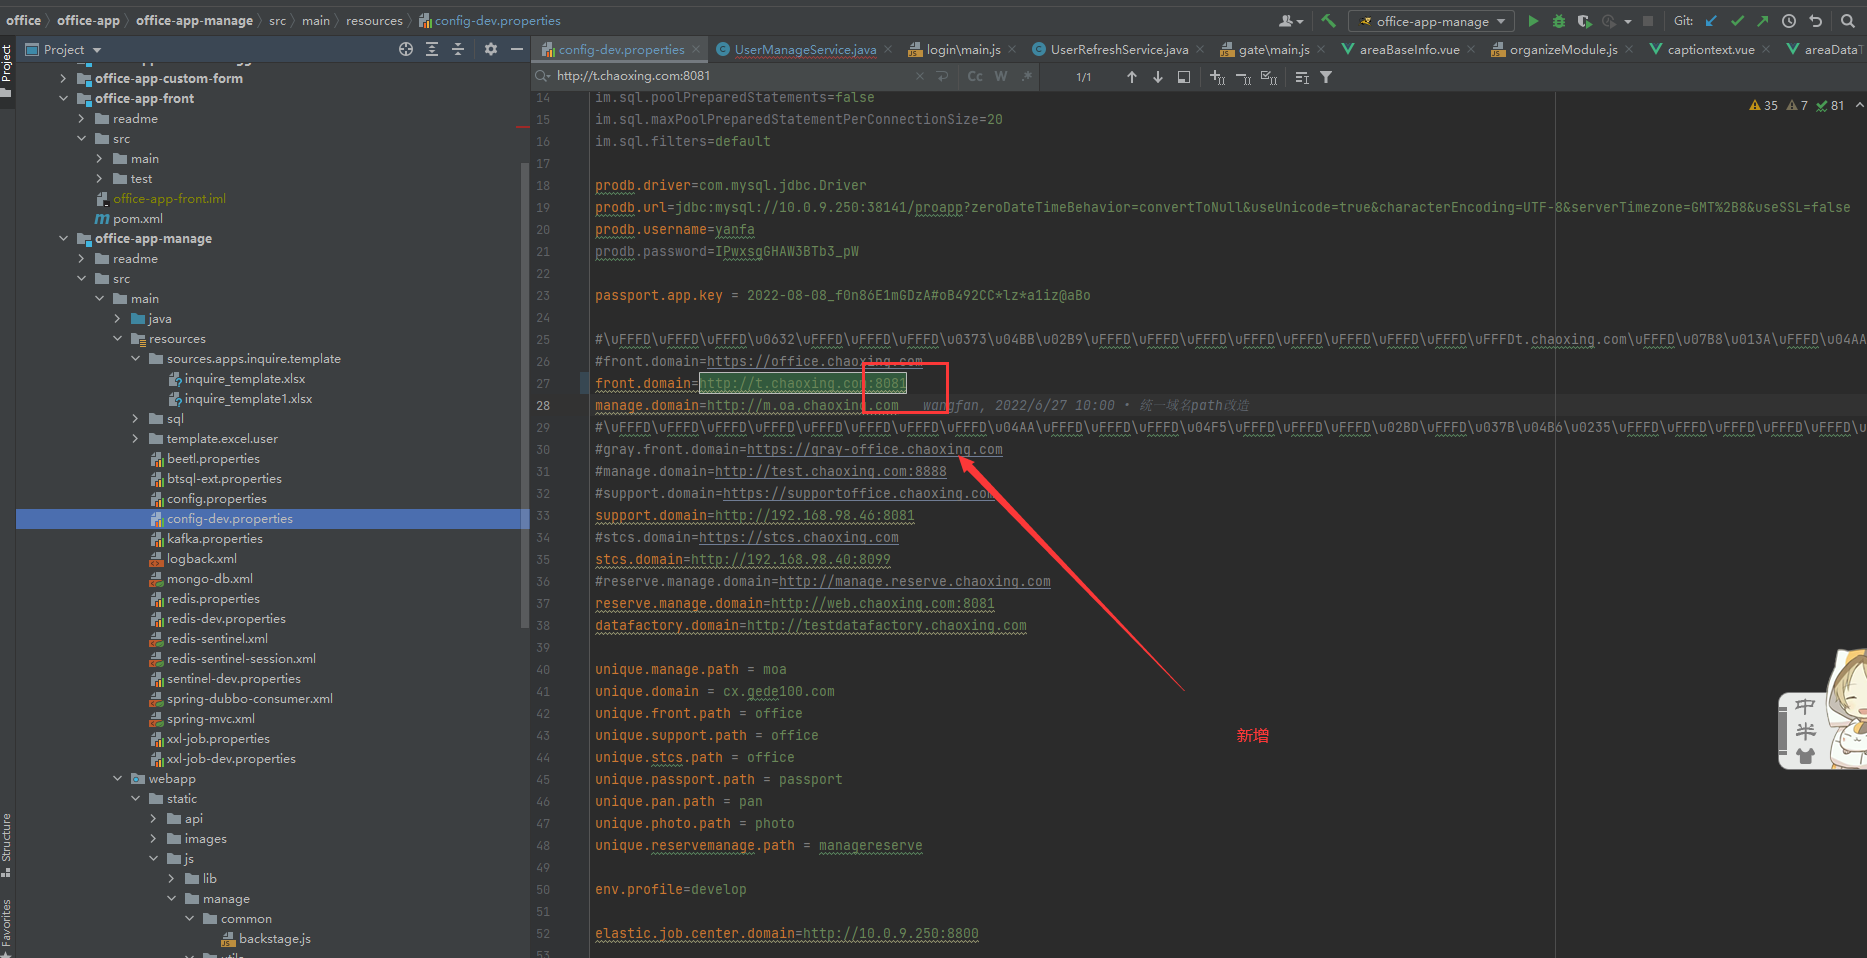 office office-app office-app-manage src main resources config-dev.properties
office-app-manage Git:
Project
config-dev.properties UserManageService.java login\main.js UserRefreshService.java gate\main.js areaBaseInfo.vue organizeModule.js captiontext.vue areaDataT
http://t.chaoxing.com:8081 Cc W .* 1/1
35 7 81
Project
office-app-custom-form
office-app-front
readme
src
main
test
office-app-front.iml
pom.xml
office-app-manage
readme
src
main
java
resources
sources.apps.inquire.template
inquire_template.xlsx
inquire_template1.xlsx
sql
template.excel.user
beetl.properties
btsql-ext.properties
config.properties
config-dev.properties
kafka.properties
logback.xml
mongo-db.xml
redis.properties
redis-dev.properties
redis-sentinel.xml
redis-sentinel-session.xml
sentinel-dev.properties
spring-dubbo-consumer.xml
spring-mvc.xml
xxl-job.properties
xxl-job-dev.properties
webapp
static
api
images
js
lib
manage
common
backstage.js
Structure
Favorites
14 im.sql.poolPreparedStatements=false
15 im.sql.maxPoolPreparedStatementPerConnectionSize=20
16 im.sql.filters=default
17
18 prodb.driver=com.mysql.jdbc.Driver
19 prodb.url=jdbc:mysql://10.0.9.250:38141/proapp?zeroDateTimeBehavior=convertToNull&useUnicode=true&characterEncoding=UTF-8&serverTimezone=GMT%2B8&useSSL=false
20 prodb.username=yanfa
21 prodb.password=IPwxsgGHAW3BTb3_pW
22
23 passport.app.key = 2022-08-08_f0n86E1mGDzA#oB492CC*lz*a1iz@aBo
24
25 #\uFFFD\uFFFD\uFFFD\u0632\uFFFD\uFFFD\uFFFD\u0373\u04BB\u02B9\uFFFD\uFFFD\uFFFD\uFFFD\uFFFD\uFFFD\uFFFD\uFFFDt.chaoxing.com\uFFFD\u07B8\u013A\uFFFD\u04AA
26 #front.domain=https://office.chaoxing.com
27 front.domain=http://t.chaoxing.com:8081
28 manage.domain=http://m.oa.chaoxing.com wangfan, 2022/6/27 10:00 • 统一域名path改造
29 #\uFFFD\uFFFD\uFFFD\uFFFD\uFFFD\uFFFD\uFFFD\uFFFD\u04AA\uFFFD\uFFFD\uFFFD\u04F5\uFFFD\uFFFD\uFFFD\u02BD\uFFFD\u037B\u04B6\u0235\uFFFD\uFFFD\uFFFD\uFFFD\uFFFD\u
30 #gray.front.domain=https://gray-office.chaoxing.com
31 #manage.domain=http://test.chaoxing.com:8888
32 #support.domain=https://supportoffice.chaoxing.com
33 support.domain=http://192.168.98.46:8081
34 #stcs.domain=https://stcs.chaoxing.com
35 stcs.domain=http://192.168.98.40:8099
36 #reserve.manage.domain=http://manage.reserve.chaoxing.com
37 reserve.manage.domain=http://web.chaoxing.com:8081
38 datafactory.domain=http://testdatafactory.chaoxing.com
39
40 unique.manage.path = moa
41 unique.domain = cx.gede100.com
42 unique.front.path = office
43 unique.support.path = office
44 unique.stcs.path = office
45 unique.passport.path = passport
46 unique.pan.path = pan
47 unique.photo.path = photo
48 unique.reservemanage.path = managereserve
49
50 env.profile=develop
51
52 elastic.job.center.domain=http://10.0.9.250:8800
53
新增
中
半